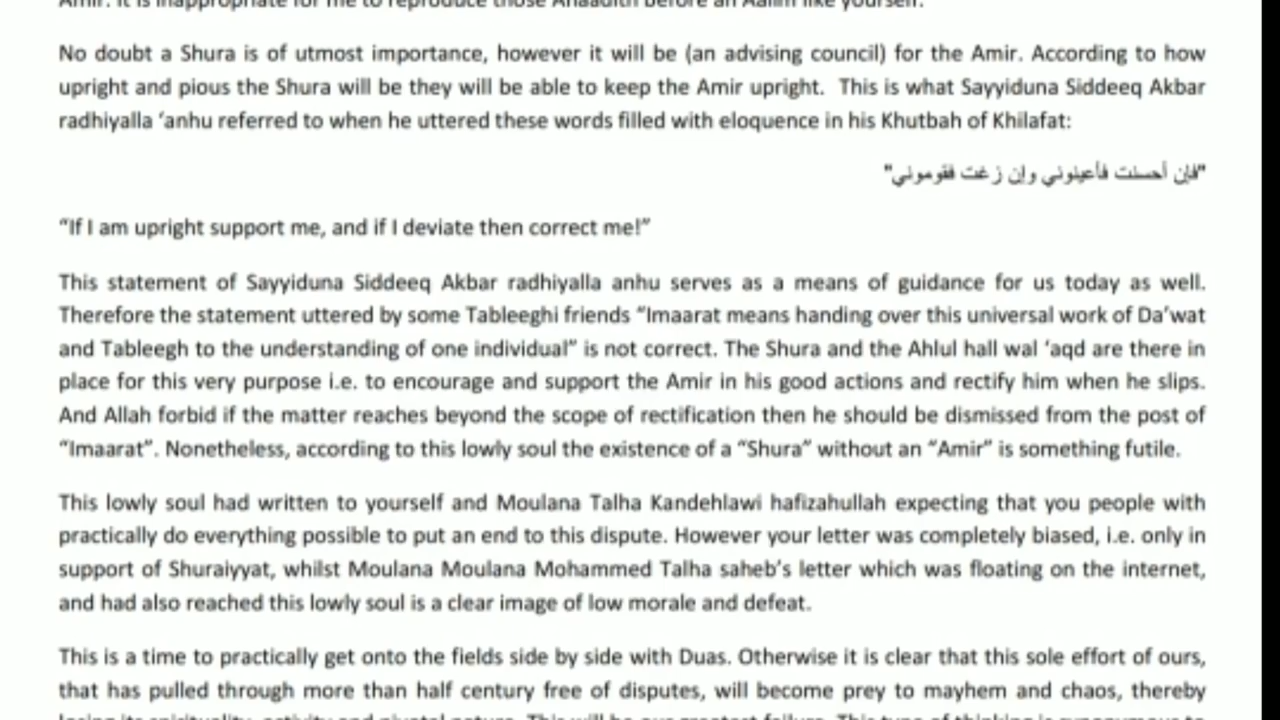 Amir. It is inappropriate for me to reproduce those Ahaadith before an Aalim like yourself.
No doubt a Shura is of utmost importance, however it will be (an advising council) for the Amir. According to how
upright and pious the Shura will be they will be able to keep the Amir upright.  This is what Sayyiduna Siddeeq Akbar
radhiyalla ‘anhu referred to when he uttered these words filled with eloquence in his Khutbah of Khilafat:
"فإن أحسنت فأعينوني وإن زغت فقوموني"
“If I am upright support me, and if I deviate then correct me!”
This statement of Sayyiduna Siddeeq Akbar radhiyalla anhu serves as a means of guidance for us today as well.
Therefore the statement uttered by some Tableeghi friends “Imaarat means handing over this universal work of Da’wat
and Tableegh to the understanding of one individual” is not correct. The Shura and the Ahlul hall wal ‘aqd are there in
place for this very purpose i.e. to encourage and support the Amir in his good actions and rectify him when he slips.
And Allah forbid if the matter reaches beyond the scope of rectification then he should be dismissed from the post of
“Imaarat”. Nonetheless, according to this lowly soul the existence of a “Shura” without an “Amir” is something futile.
This lowly soul had written to yourself and Moulana Talha Kandehlawi hafizahullah expecting that you people with
practically do everything possible to put an end to this dispute. However your letter was completely biased, i.e. only in
support of Shuraiyyat, whilst Moulana Moulana Mohammed Talha saheb’s letter which was floating on the internet,
and had also reached this lowly soul is a clear image of low morale and defeat.
This is a time to practically get onto the fields side by side with Duas. Otherwise it is clear that this sole effort of ours,
that has pulled through more than half century free of disputes, will become prey to mayhem and chaos, thereby